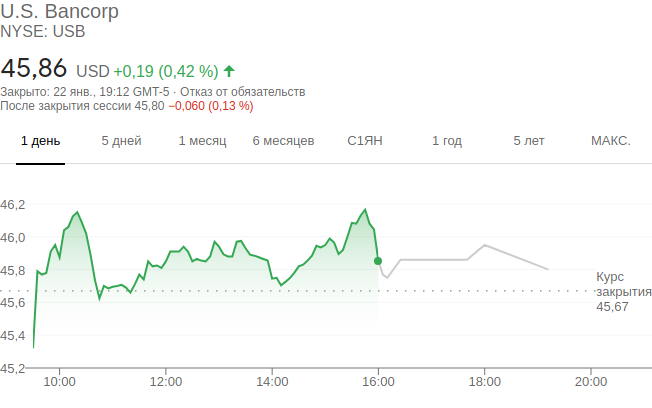 U.S. Bancorp
NYSE: USB
45,86 USD +0,19 (0,42 %)
Закрыто: 22 янв., 19:12 GMT-5 · Отказ от обязательств
После закрытия сессии 45,80 −0,060 (0,13 %)
1 день 5 дней 1 месяц 6 месяцев С1ЯН 1 год 5 лет МАКС.
46,2
46,0
45,8
45,6
45,4
45,2
Курс
закрытия
45,67
10:00 12:00 14:00 16:00 18:00 20:00